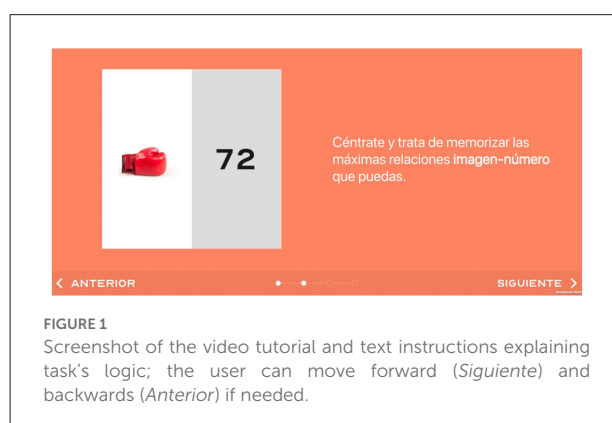 72
Céntrate y trata de memorizar las
máximas relaciones imagen-número
que puedas.
ANTERIOR
SIGUIENTE
FIGURE 1
Screenshot of the video tutorial and text instructions explaining
task's logic; the user can move forward (Siguiente) and
backwards (Anterior) if needed.